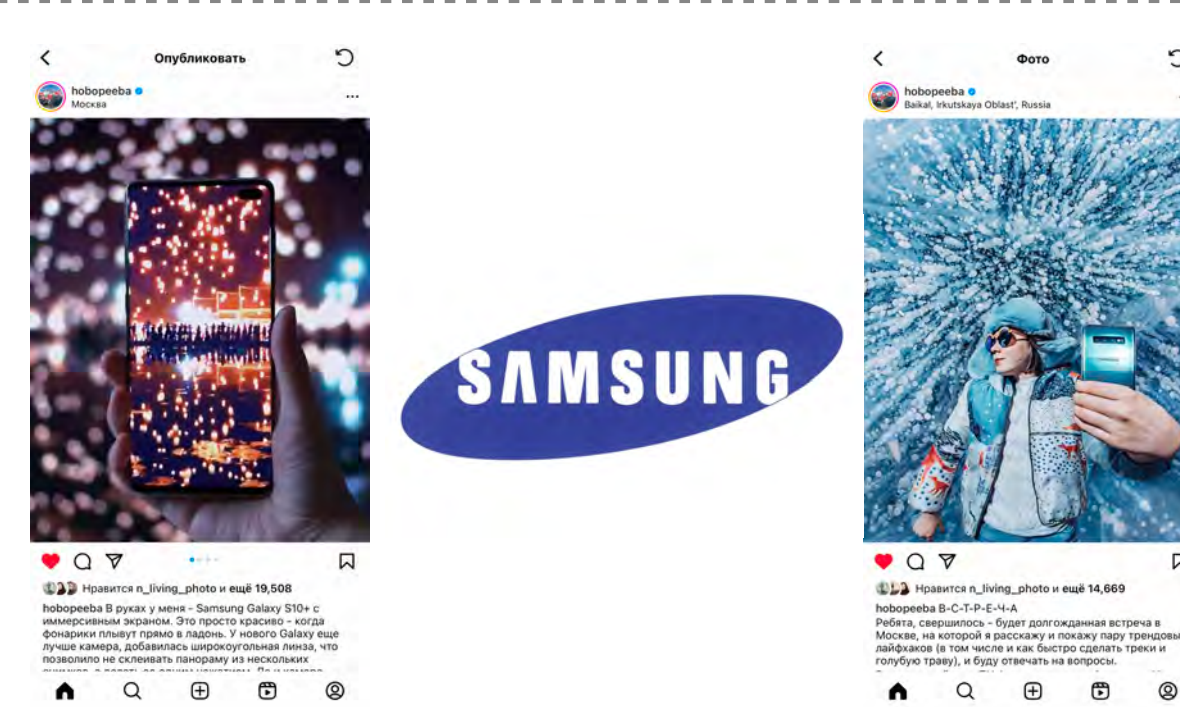 Опубликовать
hobopeeba
Москва
Нравится n_living_photo и ещё 19,508
hobopeeba В руках у меня - Samsung Galaxy S10+ с
иммерсивным экраном. Это просто красиво - когда
фонарики плывут прямо в ладонь. У нового Galaxy еще
лучше камера, добавилась широкоугольная линза, что
позволило не склеивать панораму из нескольких
SAMSUNG
Фото
hobopeeba
Baikal, Irkutskaya Oblast', Russia
Нравится n_living_photo и ещё 14,669
hobopeeba В-С-Т-Р-Е-Ч-А
Ребята, свершилось - будет долгожданная встреча в
Москве, на которой я расскажу и покажу пару трендовы
лайфхаков (в том числе и как быстро сделать треки и
голубую траву), и буду отвечать на вопросы.